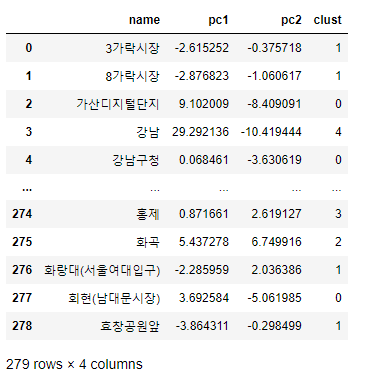 name pc1 pc2 clust
0 3가락시장 -2.615252 -0.375718 1
1 8가락시장 -2.876823 -1.060617 1
2 가산디지털단지 9.102009 -8.409091 0
3 강남 29.292136 -10.419444 4
4 강남구청 0.068461 -3.630619 0
... ... ... ... ...
274 홍제 0.871661 2.619127 3
275 화곡 5.437278 6.749916 2
276 화랑대(서울여대입구) -2.285959 2.036386 1
277 회현(남대문시장) 3.692584 -5.061985 0
278 효창공원앞 -3.864311 -0.298499 1
279 rows × 4 columns